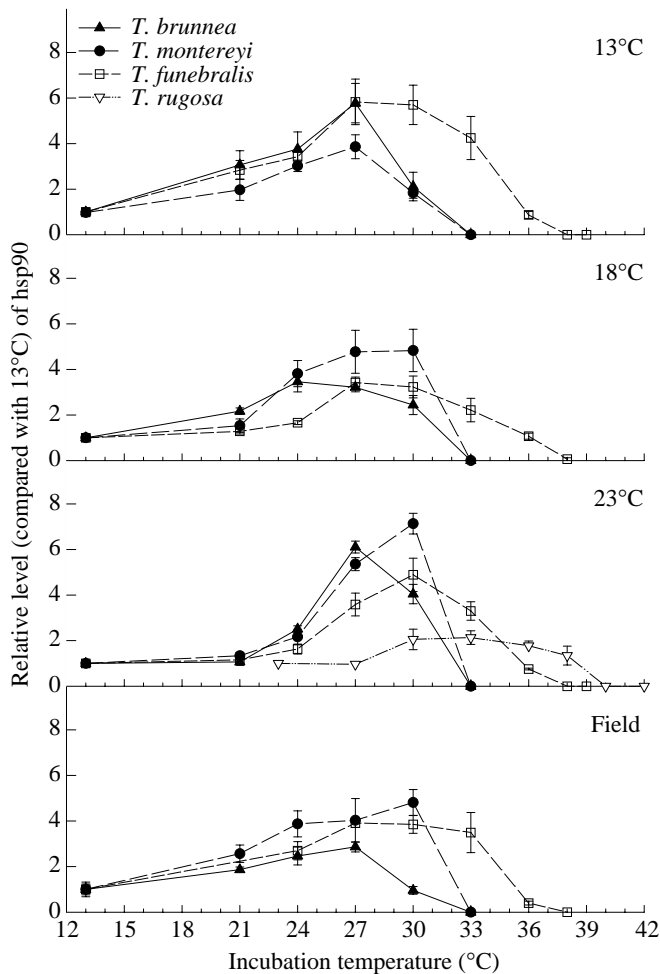 T. brunnea
T. montereyi
T. funebralis
T. rugosa
13°C
8
6
4
2
0
18°C
8
6
4
2
0
23°C
8
6
4
2
0
Field
8
6
4
2
0
12 15 18 21 24 27 30 33 36 39 42
Incubation temperature (°C)
Relative level (compared with 13°C) of hsp90